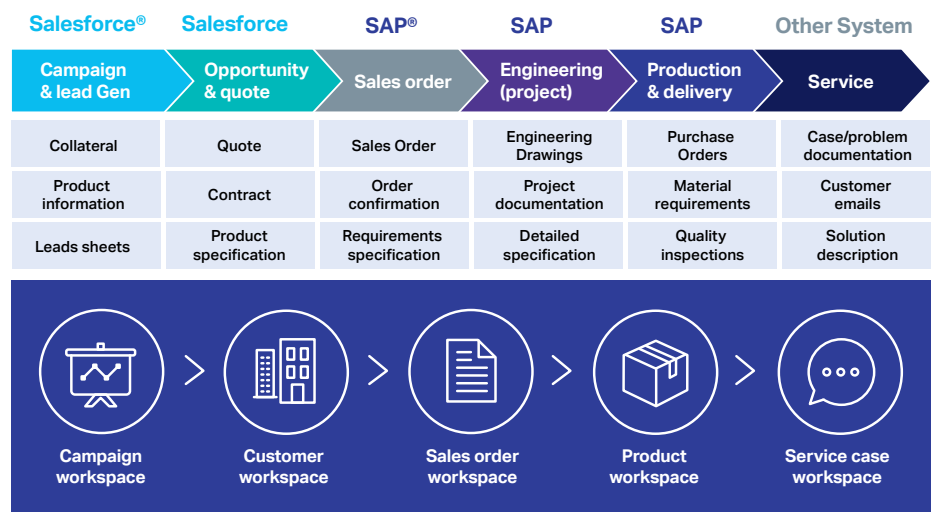 Salesforce® Salesforce SAP® SAP SAP Other System
Campaign
& lead Gen
Opportunity
& quote
Sales order
Engineering
(project)
Production
& delivery
Service
Collateral
Quote
Sales Order
Engineering
Drawings
Purchase
Orders
Case/problem
documentation
Product
information
Contract
Order
confirmation
Project
documentation
Material
requirements
Customer
emails
Leads sheets
Product
specification
Requirements
specification
Detailed
specification
Quality
inspections
Solution
description
Campaign
workspace
Customer
workspace
Sales order
workspace
Product
workspace
Service case
workspace